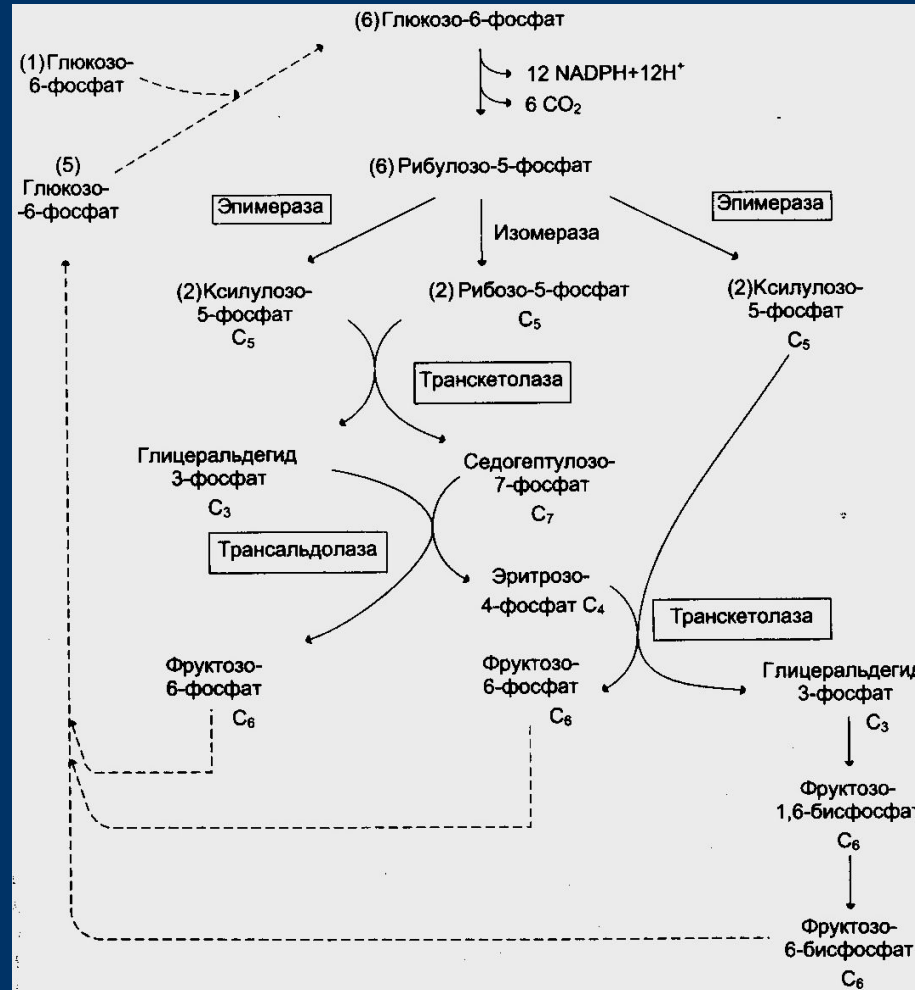 (6) Глюкозо-6-фосфат
(1) Глюкозо-
6-фосфат
12 NADPH+12H⁺
6 CO₂
(5)
Глюкозо-
-6-фосфат
(6) Рибулозо-5-фосфат
Эпимераза
Изомераза
Эпимераза
(2) Ксилулозо-
5-фосфат
C₅
(2) Рибозо-5-фосфат
C₅
(2) Ксилулозо-
5-фосфат
C₅
Транскетолаза
Глицеральдегид
3-фосфат
C₃
Седогептулозо-
7-фосфат
C₇
Трансальдолаза
Эритрозо-
4-фосфат C₄
Транскетолаза
Фруктозо-
6-фосфат
C₆
Фруктозо-
6-фосфат
C₆
Глицеральдегид
3-фосфат
C₃
Фруктозо-
1,6-бисфосфат
C₆
Фруктозо-
6-бисфосфат
C₆